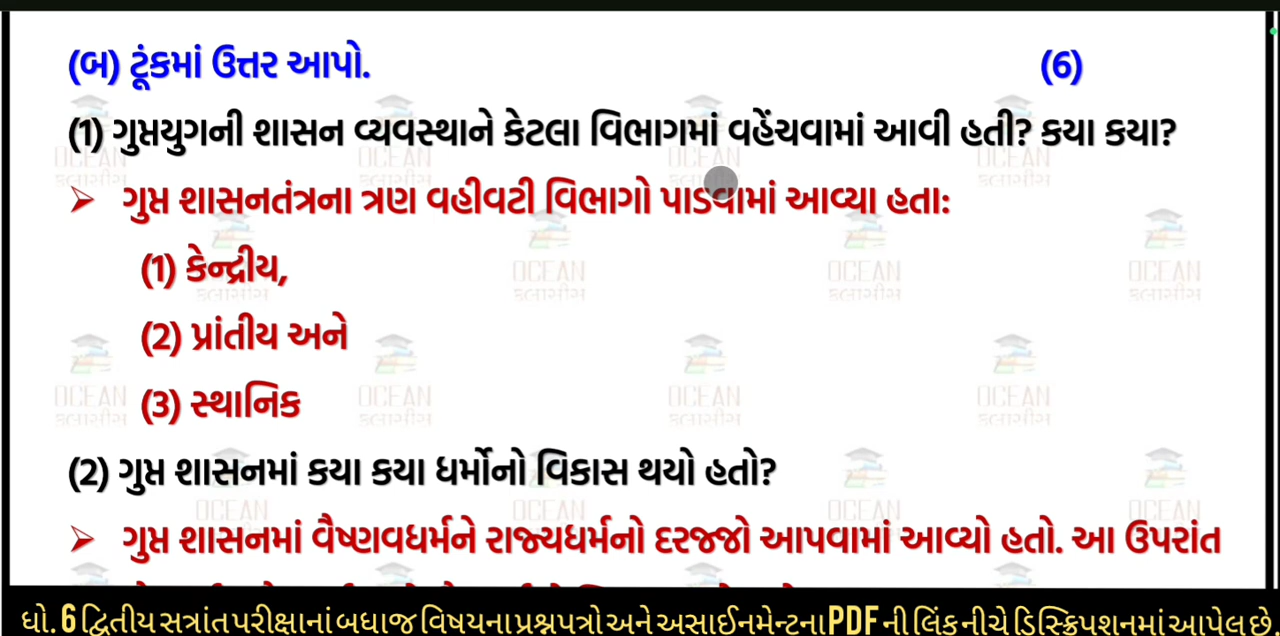 (બ) ટૂંકમાં ઉત્તર આપો. (6)
(1) ગુપ્તયુગની શાસન વ્યવસ્થાને કેટલા વિભાગમાં વહેંચવામાં આવી હતી? કયા કયા?
➢ ગુપ્ત શાસનતંત્રના ત્રણ વહીવટી વિભાગો પાડવામાં આવ્યા હતાઃ
(1) કેન્દ્રીય,
(2) પ્રાંતીય અને
(3) સ્થાનિક
(2) ગુપ્ત શાસનમાં કયા કયા ધર્મોનો વિકાસ થયો હતો?
➢ ગુપ્ત શાસનમાં વૈષ્ણવધર્મને રાજ્યધર્મનો દરજ્જો આપવામાં આવ્યો હતો. આ ઉપરાંત
ધો. 6 દ્વિતીય સત્રાંત પરીક્ષાનાં બધા જ વિષયના પ્રશ્નપત્રો અને અસાઈનમેન્ટના PDF ની લિંક નીચે ડિસ્ક્રિપશનમાં આપેલ છે.